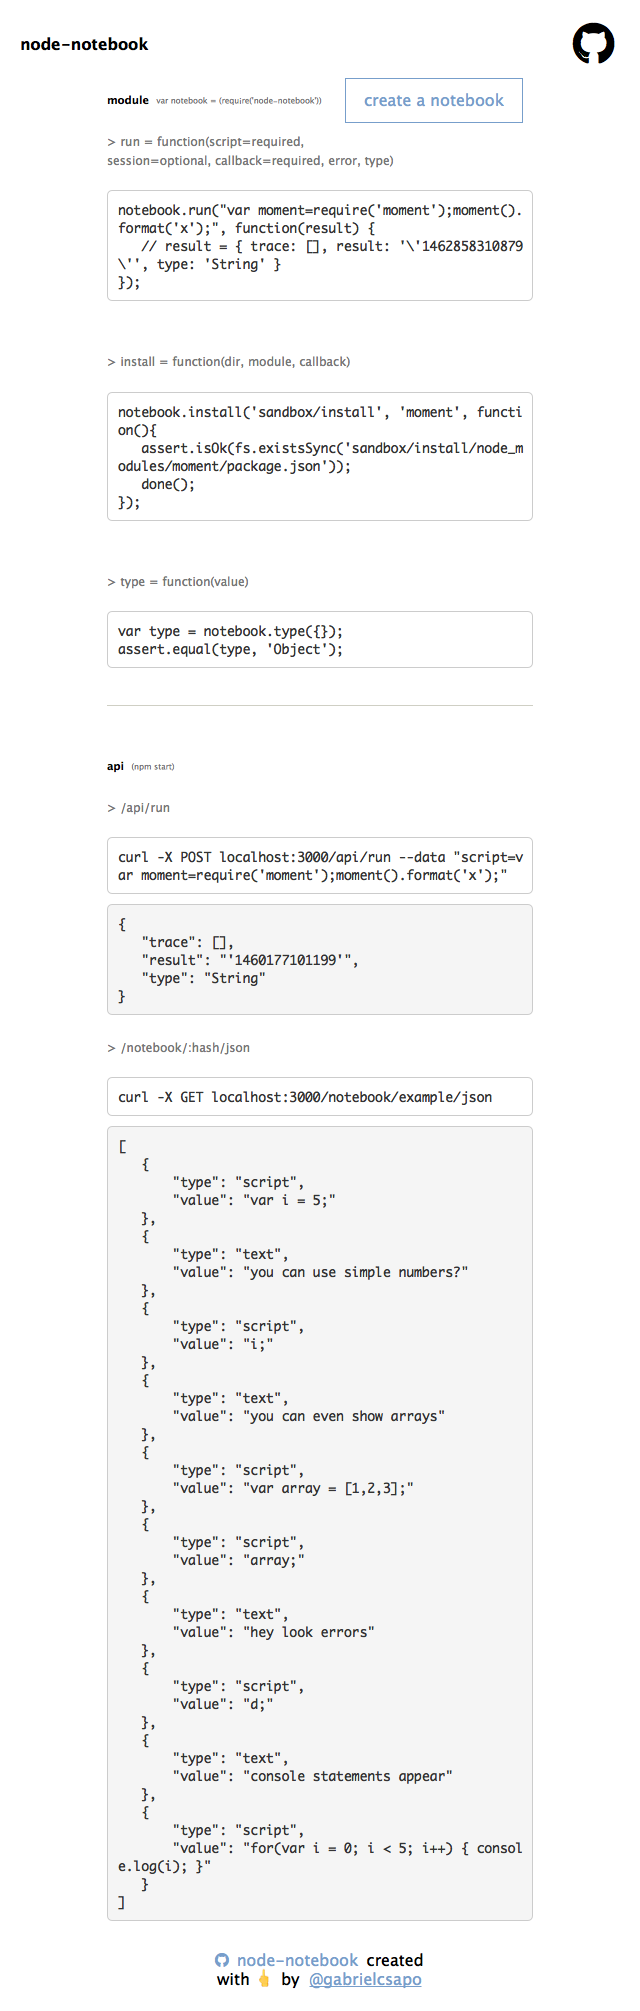 node-notebook
module var notebook = (require('node-notebook'))
create a notebook
> run = function(script=required,
session=optional, callback=required, error, type)
notebook.run("var moment=require('moment');moment().
format('x');", function(result) {
   // result = { trace: [], result: '\'1462858310879
\'', type: 'String' }
});
> install = function(dir, module, callback)
notebook.install('sandbox/install', 'moment', functi
on(){
   assert.isOk(fs.existsSync('sandbox/install/node_m
odules/moment/package.json'));
   done();
});
> type = function(value)
var type = notebook.type({});
assert.equal(type, 'Object');
api (npm start)
> /api/run
curl -X POST localhost:3000/api/run --data "script=v
ar moment=require('moment');moment().format('x');"
{
   "trace": [],
   "result": "'1460177101199'",
   "type": "String"
}
> /notebook/:hash/json
curl -X GET localhost:3000/notebook/example/json
[
   {
       "type": "script",
       "value": "var i = 5;"
   },
   {
       "type": "text",
       "value": "you can use simple numbers?"
   },
   {
       "type": "script",
       "value": "i;"
   },
   {
       "type": "text",
       "value": "you can even show arrays"
   },
   {
       "type": "script",
       "value": "var array = [1,2,3];"
   },
   {
       "type": "script",
       "value": "array;"
   },
   {
       "type": "text",
       "value": "hey look errors"
   },
   {
       "type": "script",
       "value": "d;"
   },
   {
       "type": "text",
       "value": "console statements appear"
   },
   {
       "type": "script",
       "value": "for(var i = 0; i < 5; i++) { consol
e.log(i); }"
   }
]
node-notebook created
with 👆 by @gabrielcsapo